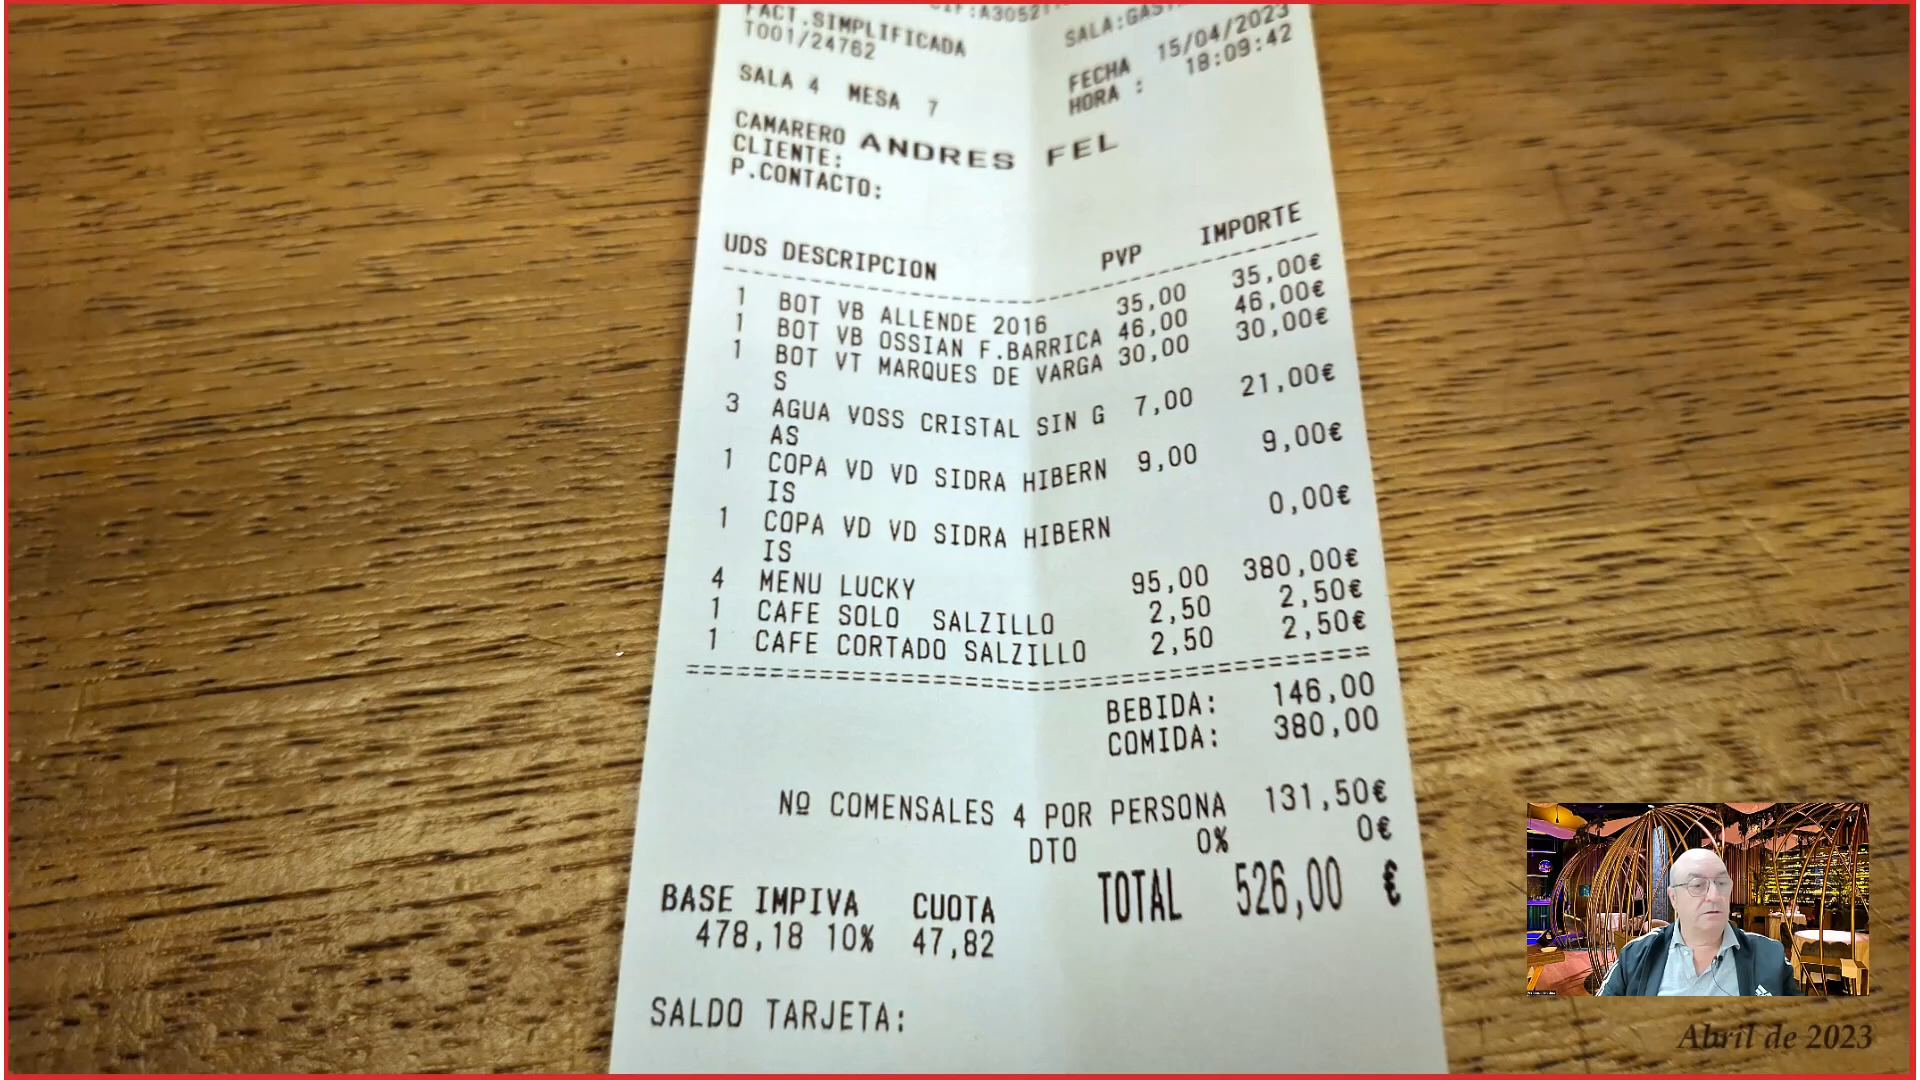 CIF:A30521
FACT.SIMPLIFICADA
T001/24762
SALA:GAST
FECHA 15/04/2023
HORA : 18:09:42
SALA 4 MESA 7
CAMARERO ANDRES FEL
CLIENTE:
P.CONTACTO:
UDS DESCRIPCION PVP IMPORTE
1 BOT VB ALLENDE 2016 35,00 35,00€
1 BOT VB OSSIAN F.BARRICA 46,00 46,00€
1 BOT VT MARQUES DE VARGA 30,00 30,00€
S
3 AGUA VOSS CRISTAL SIN G 7,00 21,00€
AS
1 COPA VD VD SIDRA HIBERN 9,00 9,00€
IS
1 COPA VD VD SIDRA HIBERN 0,00€
IS
4 MENU LUCKY 95,00 380,00€
1 CAFE SOLO SALZILLO 2,50 2,50€
1 CAFE CORTADO SALZILLO 2,50 2,50€
BEBIDA: 146,00
COMIDA: 380,00
Nº COMENSALES 4 POR PERSONA 131,50€
DTO 0% 0€
TOTAL 526,00 €
BASE IMPIVA CUOTA
478,18 10% 47,82
SALDO TARJETA:
Abril de 2023